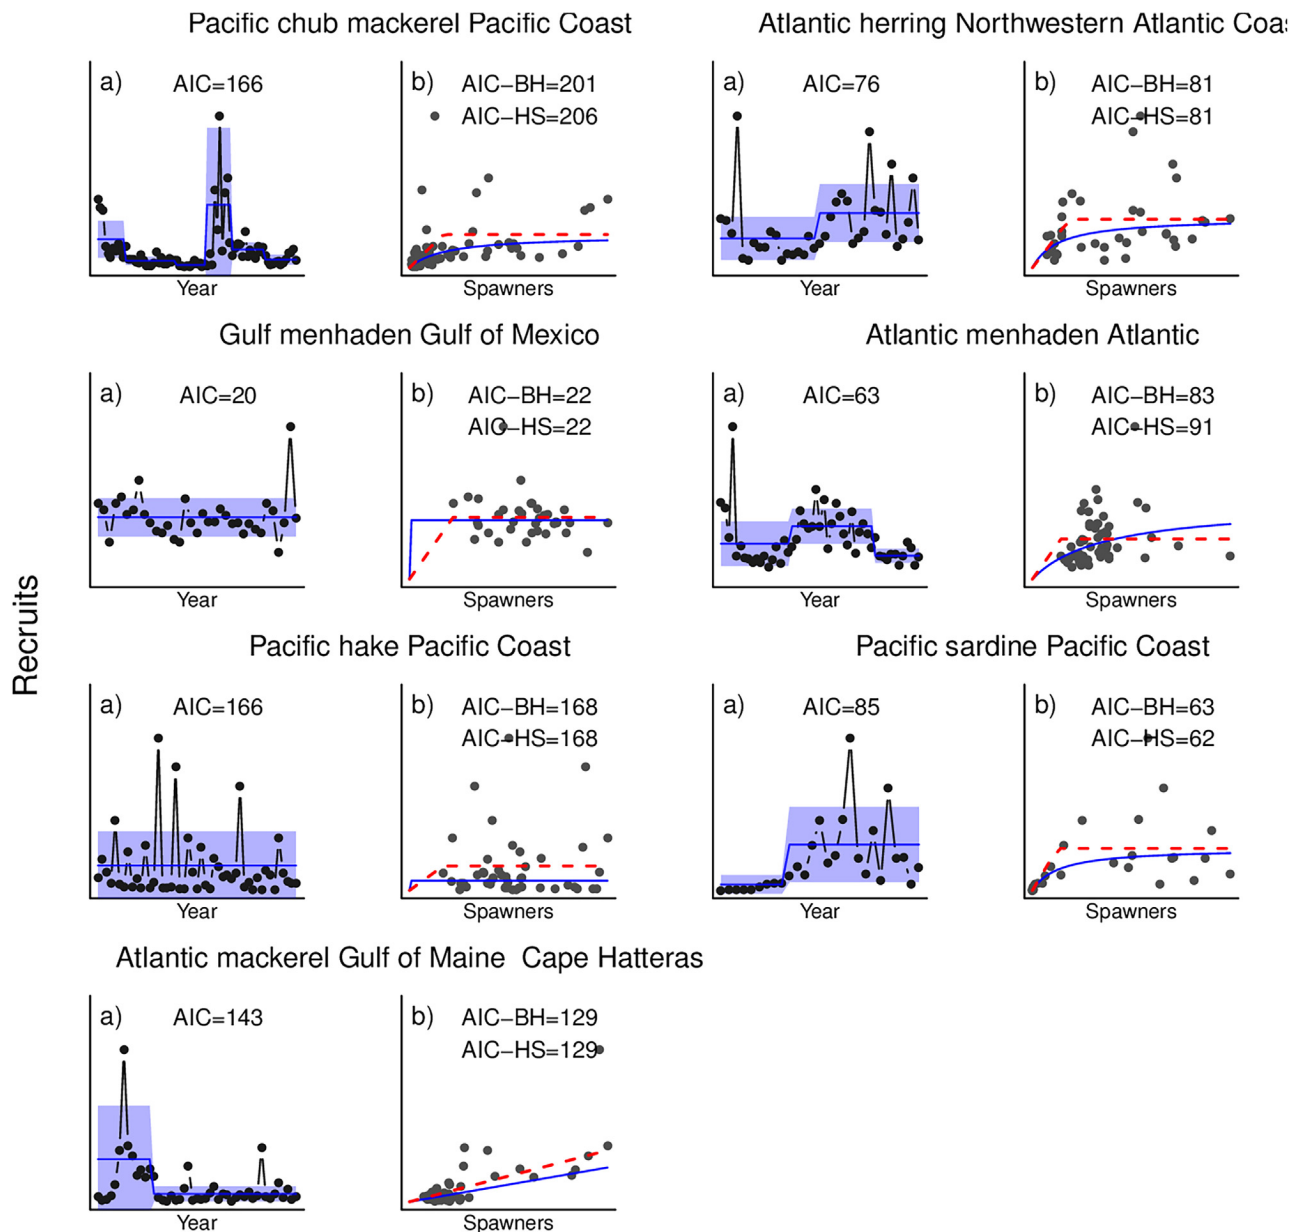 Pacific chub mackerel Pacific Coast
Atlantic herring Northwestern Atlantic Coas
a)
AIC=166
Year
b)
AIC−BH=201
AIC−HS=206
Spawners
a)
AIC=76
Year
b)
AIC−BH=81
AIC−HS=81
Spawners
Gulf menhaden Gulf of Mexico
Atlantic menhaden Atlantic
a)
AIC=20
Year
b)
AIC−BH=22
AIC−HS=22
Spawners
a)
AIC=63
Year
b)
AIC−BH=83
AIC−HS=91
Spawners
Recruits
Pacific hake Pacific Coast
Pacific sardine Pacific Coast
a)
AIC=166
Year
b)
AIC−BH=168
AIC−HS=168
Spawners
a)
AIC=85
Year
b)
AIC−BH=63
AIC−HS=62
Spawners
Atlantic mackerel Gulf of Maine  Cape Hatteras
a)
AIC=143
Year
b)
AIC−BH=129
AIC−HS=129
Spawners